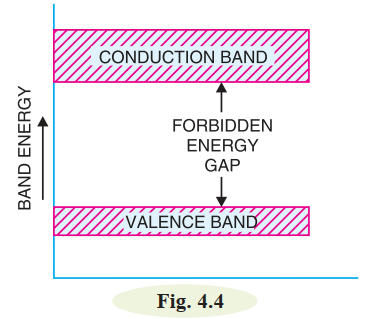 CONDUCTION BAND
BAND ENERGY
FORBIDDEN
ENERGY
GAP
VALENCE BAND
Fig. 4.4